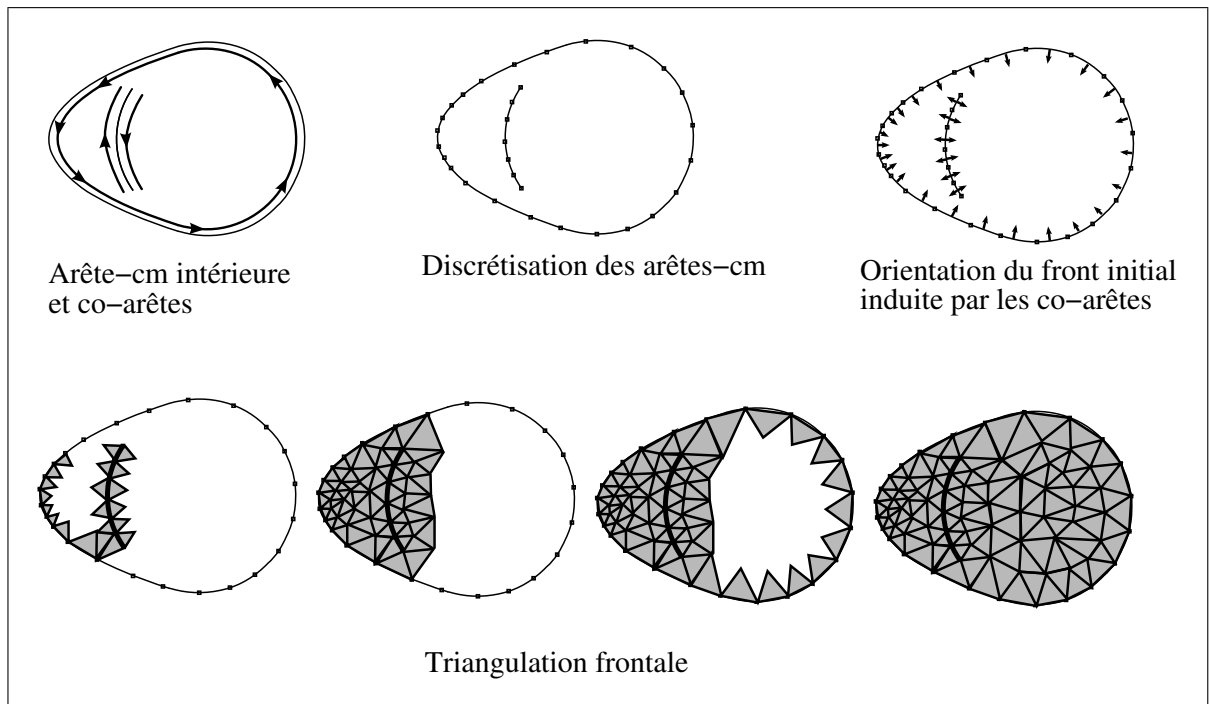 Arête−cm intérieure
et co−arêtes
Discrétisation des arêtes−cm
Orientation du front initial
induite par les co−arêtes
Triangulation frontale